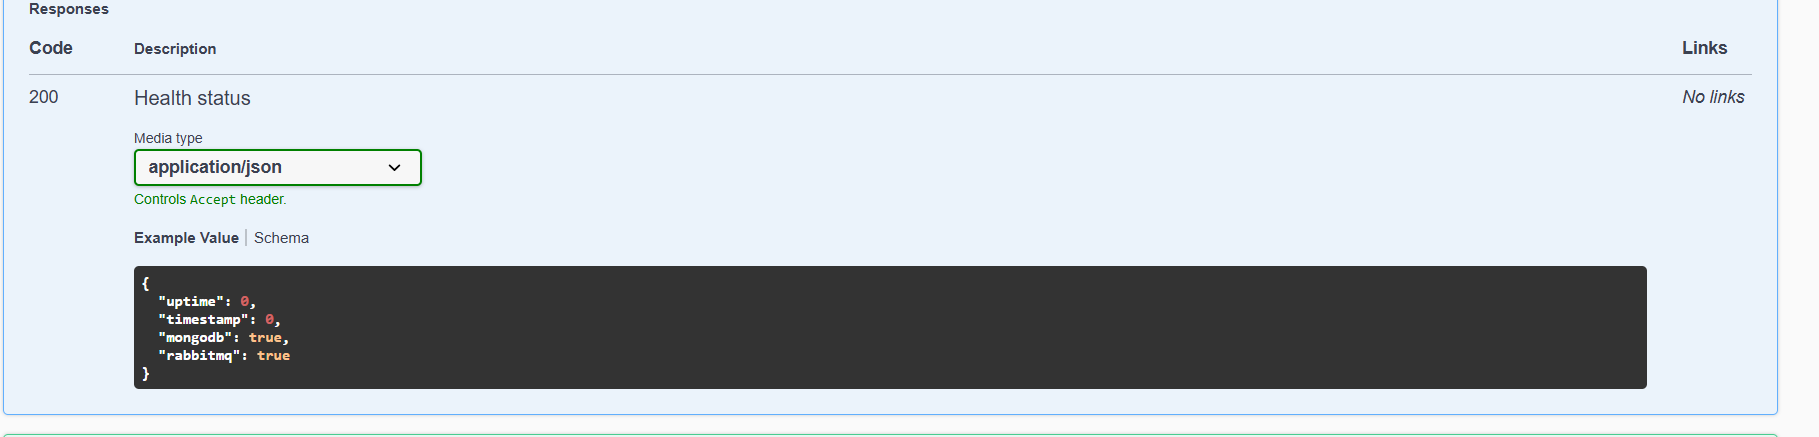 Responses
Code Description Links
200 Health status No links
Media type
application/json
Controls Accept header.
Example Value | Schema
{
  "uptime": 0,
  "timestamp": 0,
  "mongodb": true,
  "rabbitmq": true
}